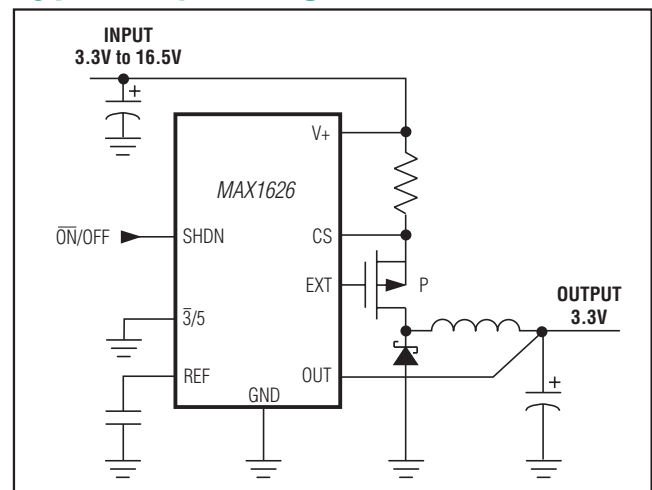 INPUT
3.3V to 16.5V
+
V+
MAX1626
O̅N̅/OFF
SHDN
CS
EXT
P
OUTPUT
3.3V
3̅/5
REF
OUT
GND
+